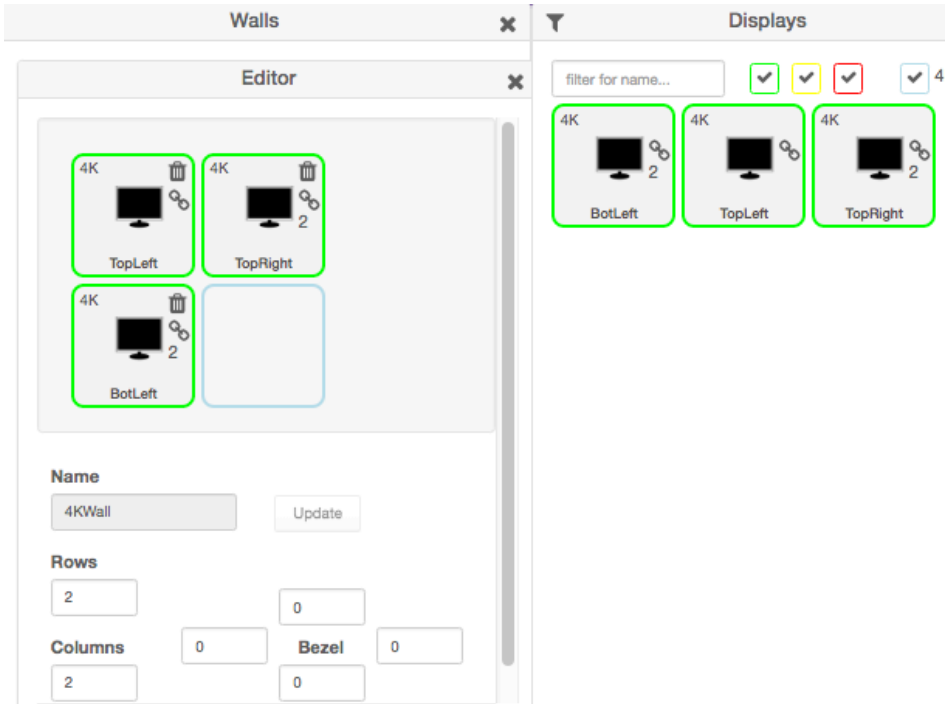 Walls
Editor
4K
TopLeft
4K
2
TopRight
4K
2
BotLeft
Name
4KWall
Update
Rows
2
0
Columns
0
Bezel
0
2
0
Displays
filter for name...
4
4K
2
BotLeft
4K
TopLeft
4K
2
TopRight